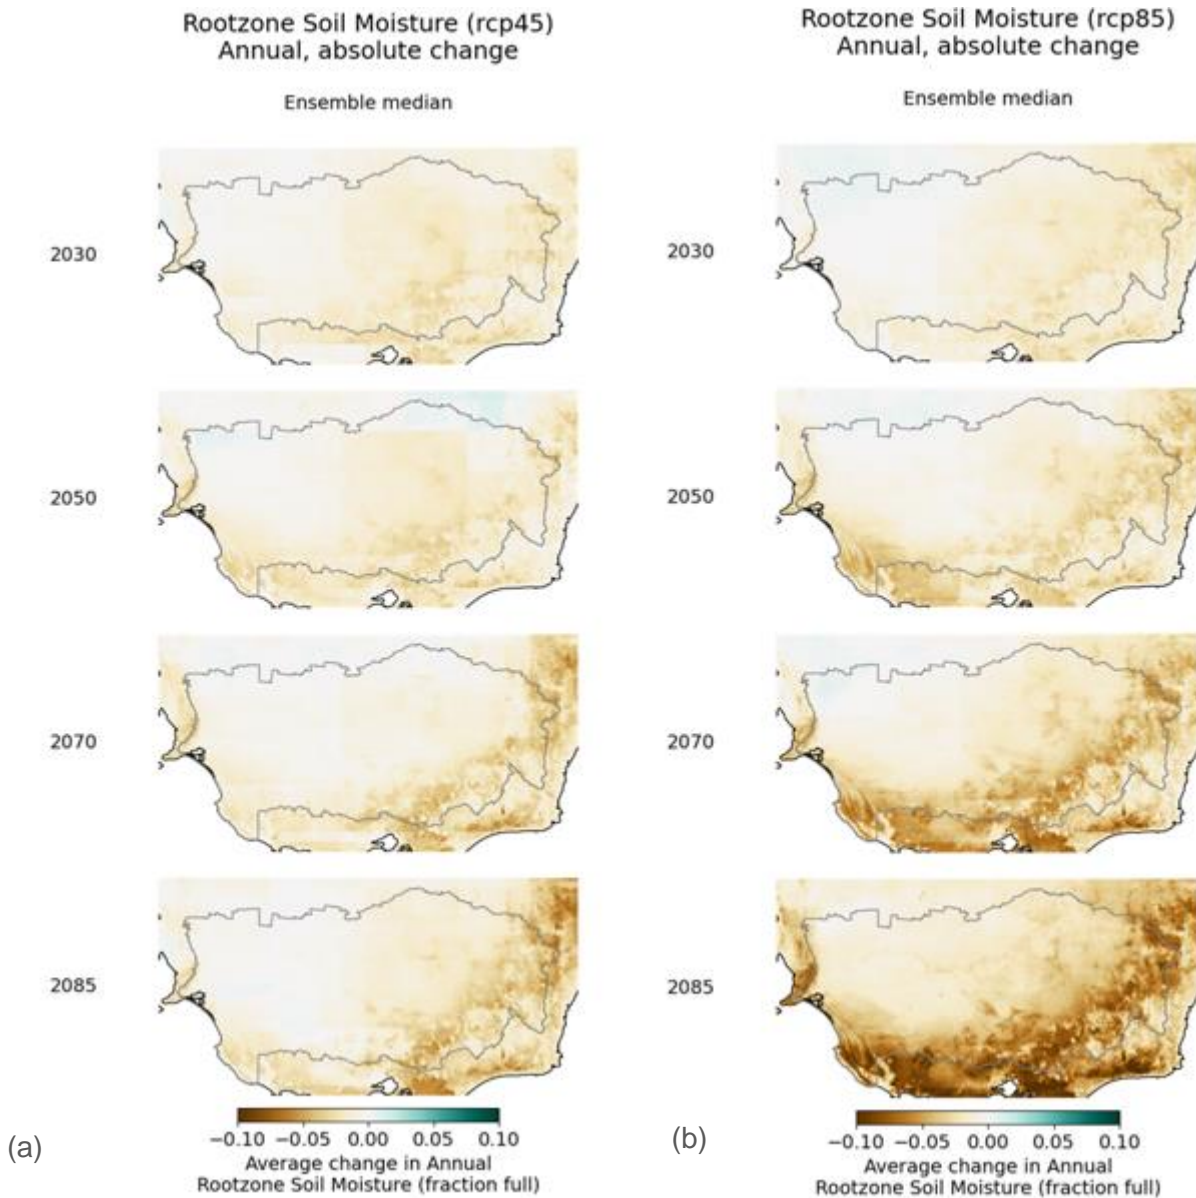 Rootzone Soil Moisture (rcp45)
Annual, absolute change
Ensemble median
2030
2050
2070
2085
−0.10 −0.05 0.00 0.05 0.10
Average change in Annual
Rootzone Soil Moisture (fraction full)
(a)
Rootzone Soil Moisture (rcp85)
Annual, absolute change
Ensemble median
2030
2050
2070
2085
−0.10 −0.05 0.00 0.05 0.10
Average change in Annual
Rootzone Soil Moisture (fraction full)
(b)